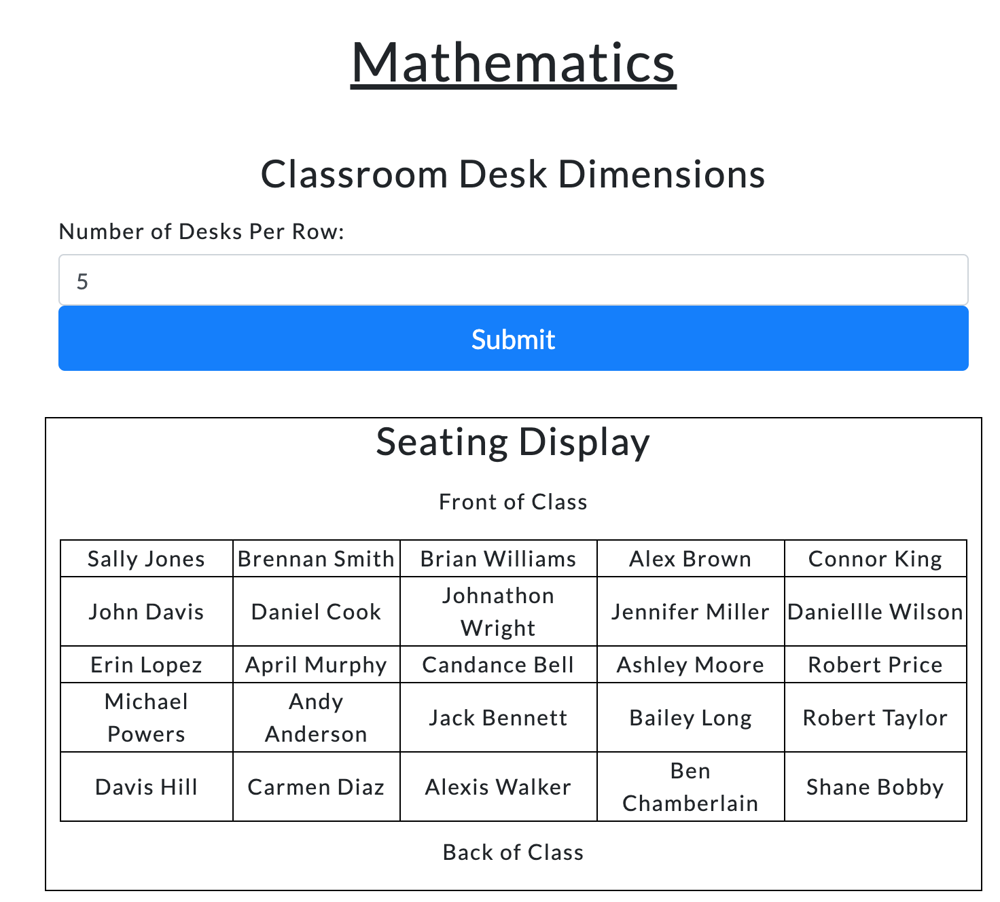 Mathematics
Classroom Desk Dimensions
Number of Desks Per Row:
5
Submit
Seating Display
Front of Class
Sally Jones Brennan Smith Brian Williams Alex Brown Connor King
John Davis Daniel Cook Johnathon Wright Jennifer Miller Daniellle Wilson
Erin Lopez April Murphy Candance Bell Ashley Moore Robert Price
Michael Powers Andy Anderson Jack Bennett Bailey Long Robert Taylor
Davis Hill Carmen Diaz Alexis Walker Ben Chamberlain Shane Bobby
Back of Class